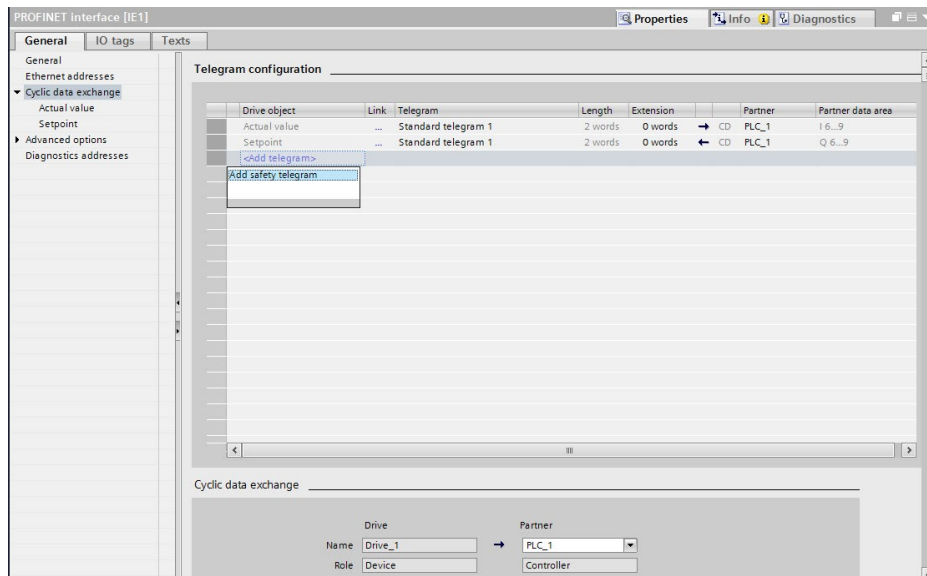 PROFINET interface [IE1]
Properties
Info
Diagnostics
General
IO tags
Texts
General
Ethernet addresses
Cyclic data exchange
Actual value
Setpoint
Advanced options
Diagnostics addresses
Telegram configuration
Drive object Link Telegram Length Extension Partner Partner data area
Actual value ... Standard telegram 1 2 words 0 words → CD PLC_1 I 6...9
Setpoint ... Standard telegram 1 2 words 0 words ← CD PLC_1 Q 6...9
<Add telegram>
Add safety telegram
Cyclic data exchange
Drive Partner
Name Drive_1 → PLC_1
Role Device Controller